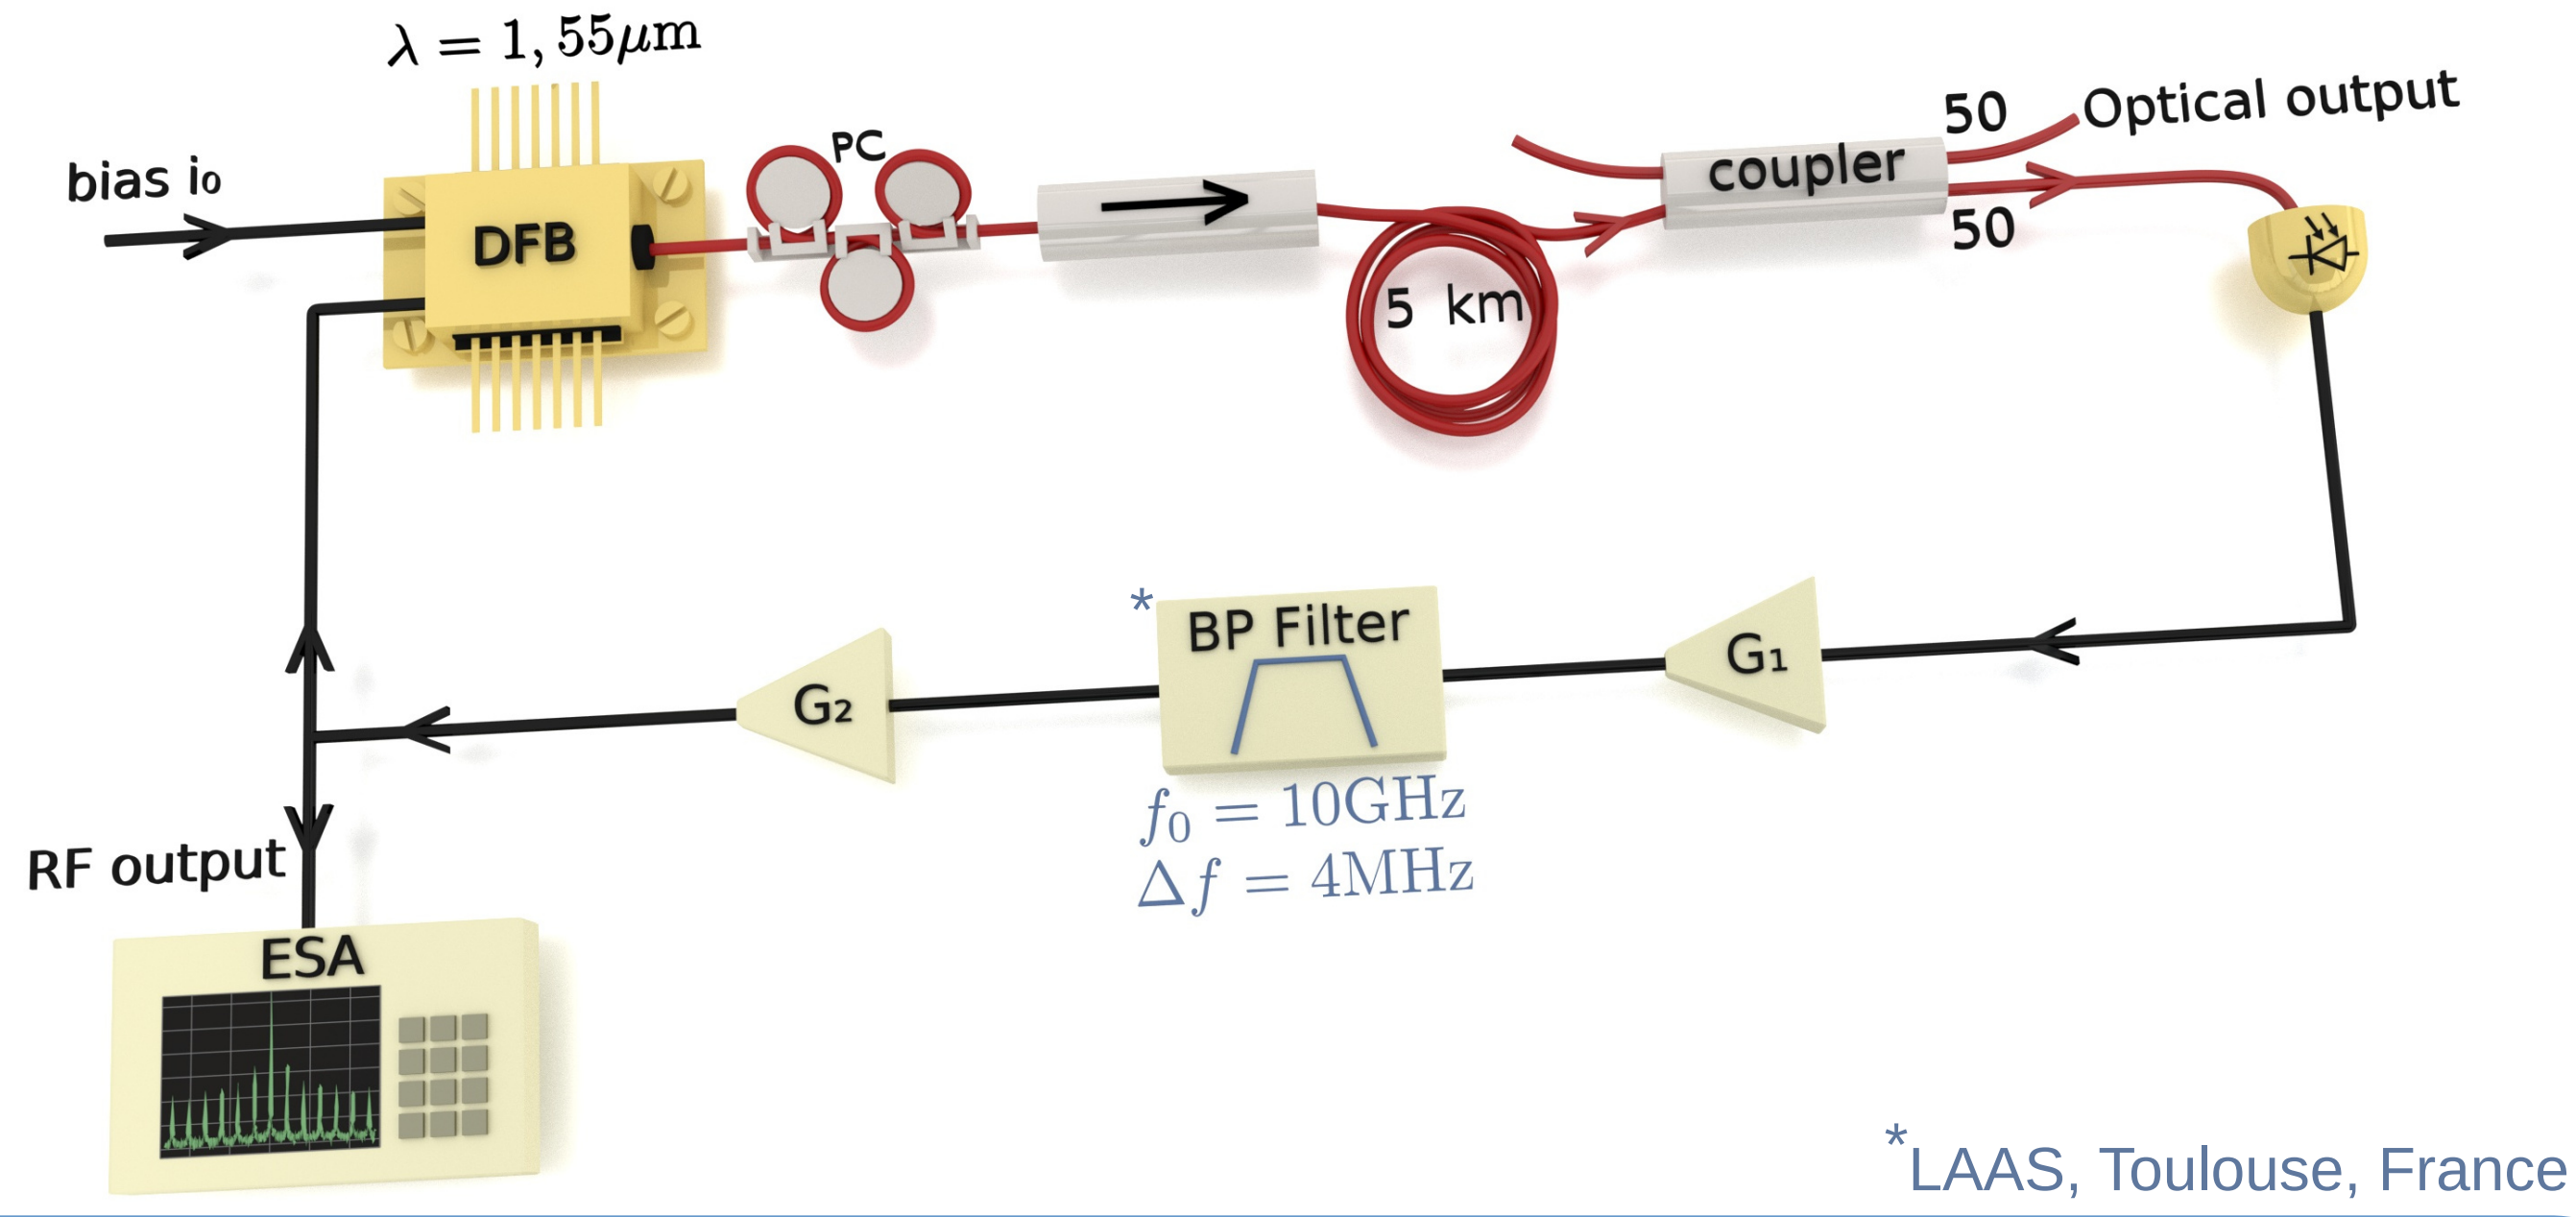 λ = 1, 55μm
bias i₀
DFB
PC
5 km
coupler
50
Optical output
50
G₁
* BP Filter
f₀ = 10GHz
Δf = 4MHz
G₂
RF output
ESA
*LAAS, Toulouse, France